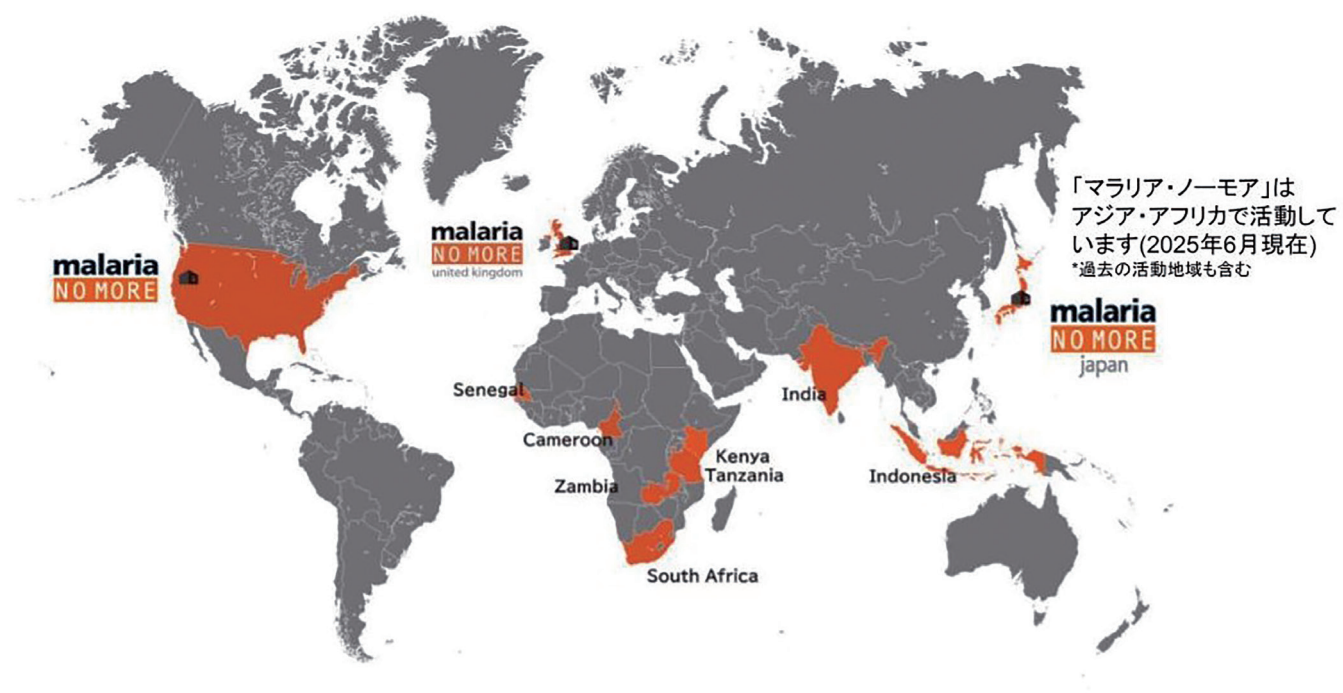 malaria
NO MORE
malaria
NO MORE
united kingdom
「マラリア・ノーモア」は
アジア・アフリカで活動して
います(2025年6月現在)
*過去の活動地域も含む
malaria
NO MORE
japan
Senegal
India
Cameroon
Kenya
Tanzania
Zambia
Indonesia
South Africa